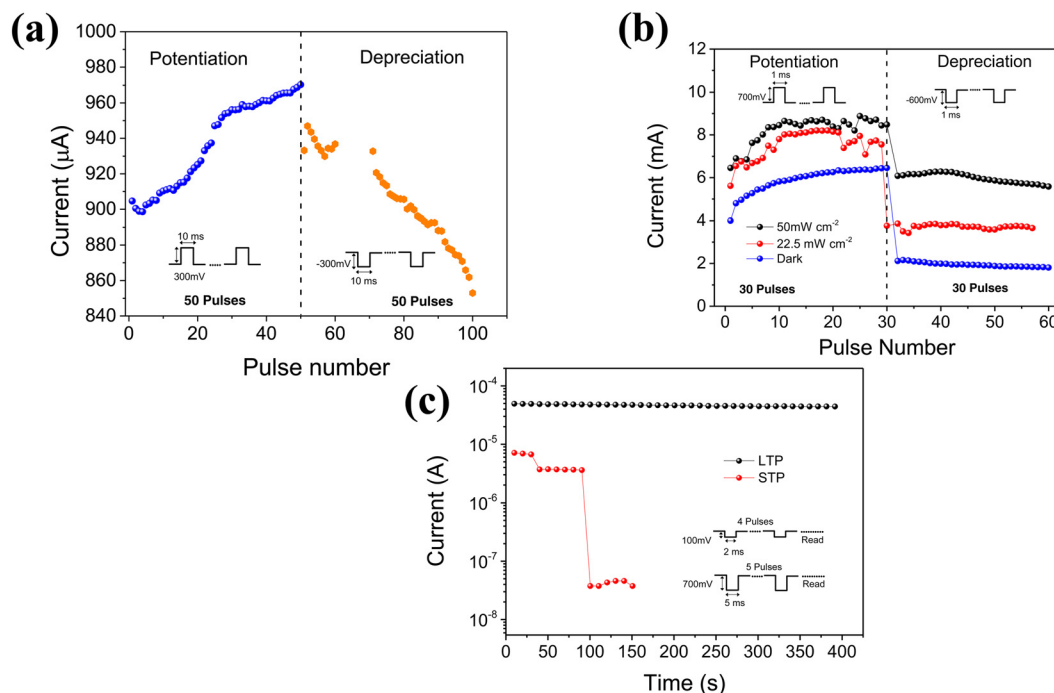 (a)
1000
980
960
940
920
900
880
860
840
Current (μA)
Potentiation
Depreciation
10 ms
300mV
50 Pulses
-300mV
10 ms
50 Pulses
0 20 40 60 80 100
Pulse number
(b)
12
10
8
6
4
2
0
Current (mA)
Potentiation
Depreciation
1 ms
700mV
-600mV
1 ms
50mW cm⁻²
22.5 mW cm⁻²
Dark
30 Pulses
30 Pulses
0 10 20 30 40 50 60
Pulse Number
(c)
10⁻⁴
10⁻⁵
10⁻⁶
10⁻⁷
10⁻⁸
Current (A)
LTP
STP
4 Pulses
100mV
2 ms
Read
5 Pulses
700mV
5 ms
Read
0 50 100 150 200 250 300 350 400
Time (s)